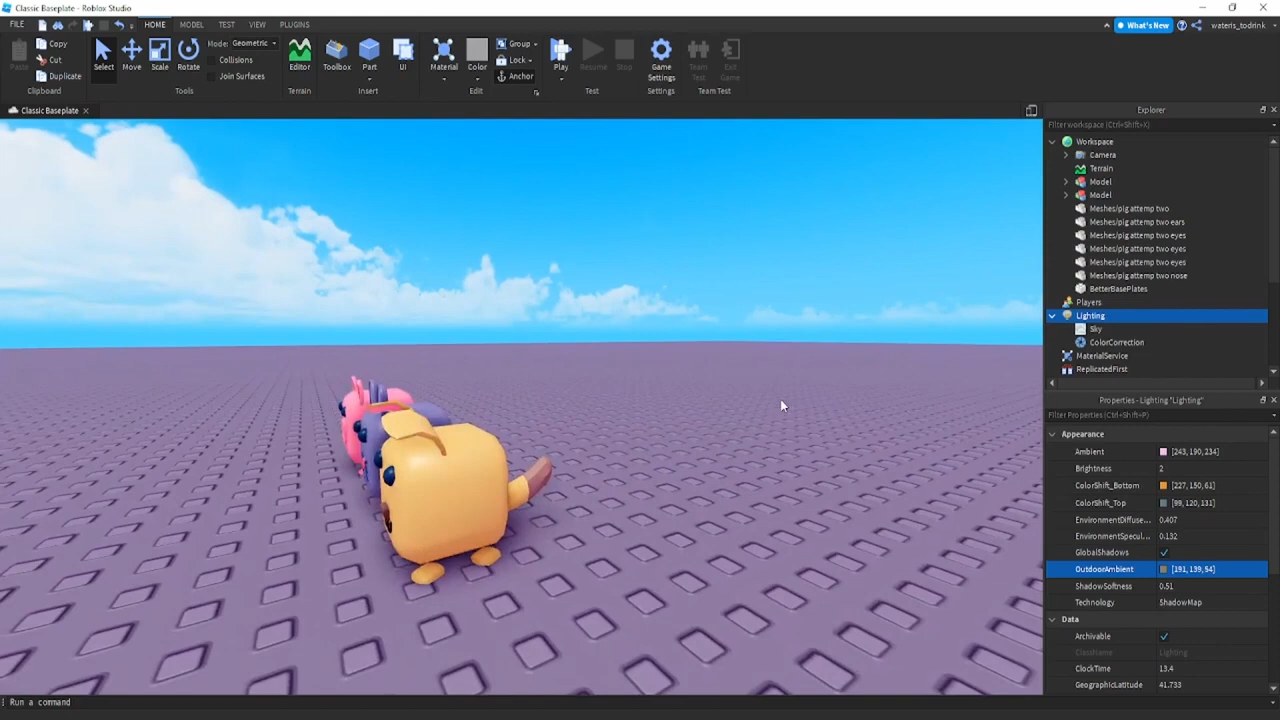 Classic Baseplate - Roblox Studio
FILE HOME MODEL TEST VIEW PLUGINS What's New wateris_todrink
Paste Copy Cut Duplicate Clipboard
Select Move Scale Rotate Mode: Geometric Collisions Join Surfaces Tools
Editor Terrain
Toolbox Part UI Insert
Material Color Group Lock Anchor Edit
Play Resume Stop Test
Game Settings Settings
Team Test Exit Game Team Test
Classic Baseplate
Explorer
Filter workspace (Ctrl+Shift+X)
Workspace
Camera
Terrain
Model
Model
Meshes/pig attemp two
Meshes/pig attemp two ears
Meshes/pig attemp two eyes
Meshes/pig attemp two eyes
Meshes/pig attemp two eyes
Meshes/pig attemp two nose
BetterBasePlates
Players
Lighting
Sky
ColorCorrection
MaterialService
ReplicatedFirst
Properties - Lighting "Lighting"
Filter Properties (Ctrl+Shift+P)
Appearance
Ambient [243, 190, 234]
Brightness 2
ColorShift_Bottom [227, 150, 61]
ColorShift_Top [99, 120, 131]
EnvironmentDiffuse... 0.407
EnvironmentSpecul... 0.132
GlobalShadows
OutdoorAmbient [191, 139, 54]
ShadowSoftness 0.51
Technology ShadowMap
Data
Archivable
ClassName Lighting
ClockTime 13.4
GeographicLatitude 41.733
Run a command